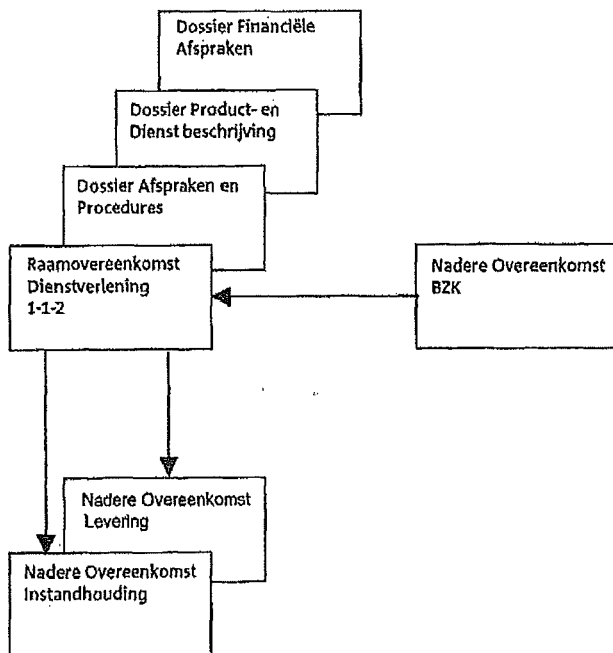 Dossier Financiële
Afspraken
Dossier Product- en
Dienst beschrijving
Dossier Afspraken en
Procedures
Raamovereenkomst
Dienstverlening
1-1-2
Nadere Overeenkomst
BZK
Nadere Overeenkomst
Levering
Nadere Overeenkomst
Instandhouding